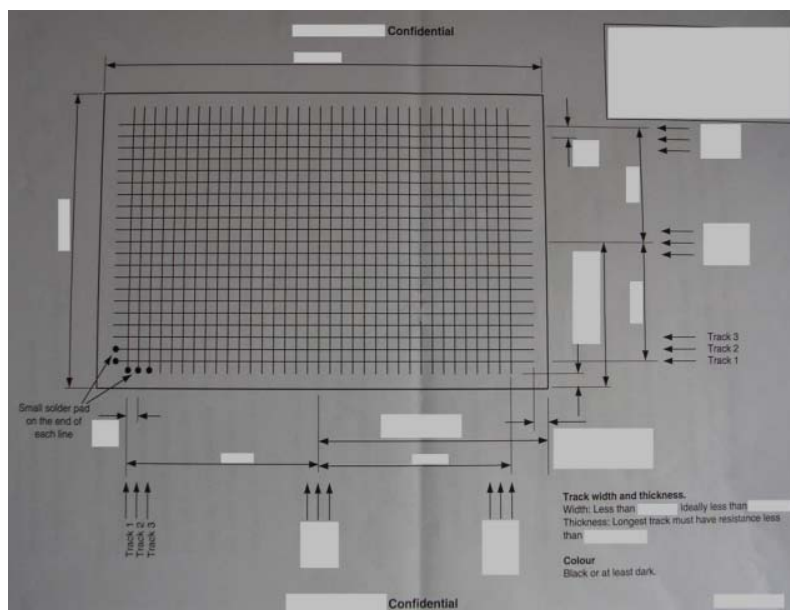 Confidential
Track 3
Track 2
Track 1
Small solder pad
on the end of
each line
Track 1
Track 2
Track 3
Track width and thickness.
Width: Less than Ideally less than
Thickness: Longest track must have resistance less
than
Colour
Black or at least dark.
Confidential